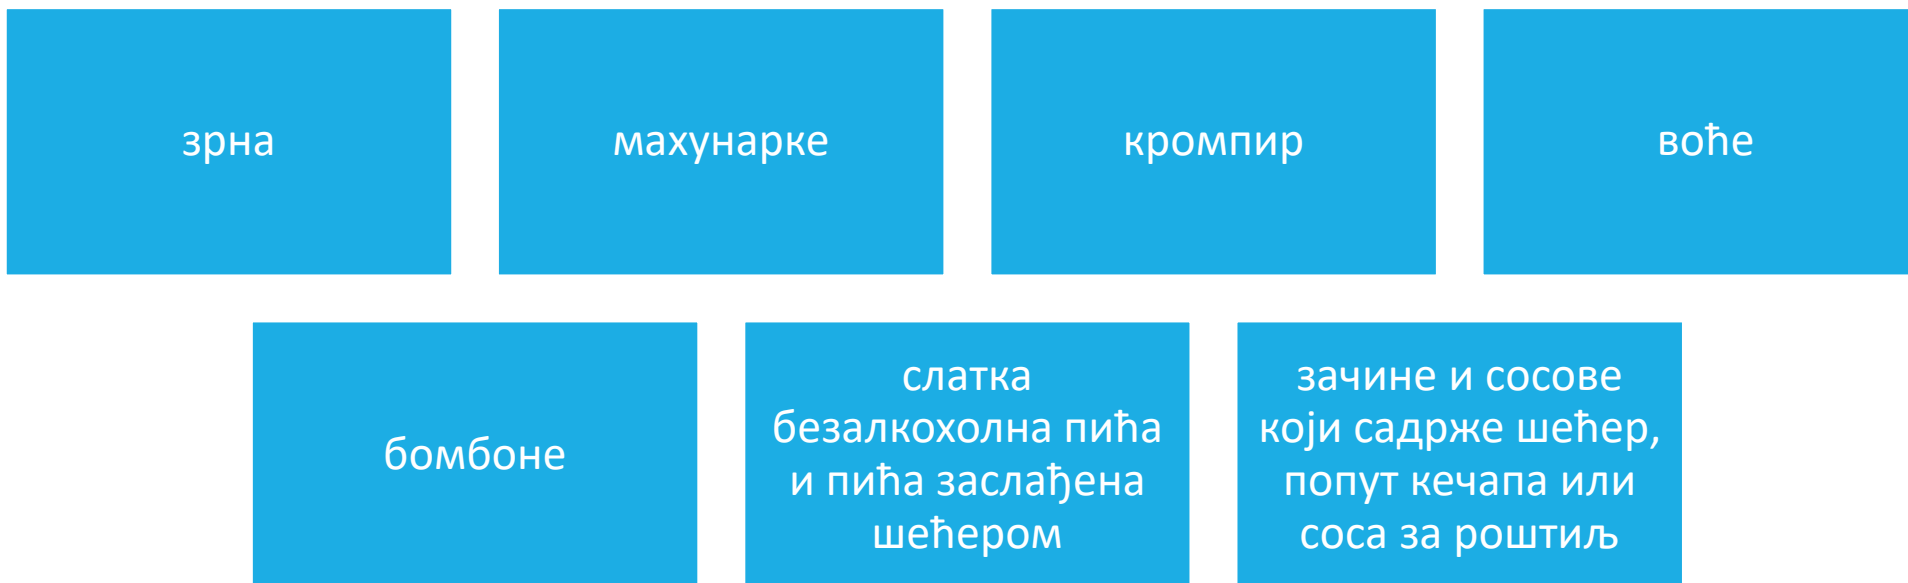 зрна
махунарке
кромпир
воће
бомбоне
слатка
безалкохолна пића
и пића заслађена
шећером
зачине и сосове
који садрже шећер,
попут кечапа или
соса за роштиљ